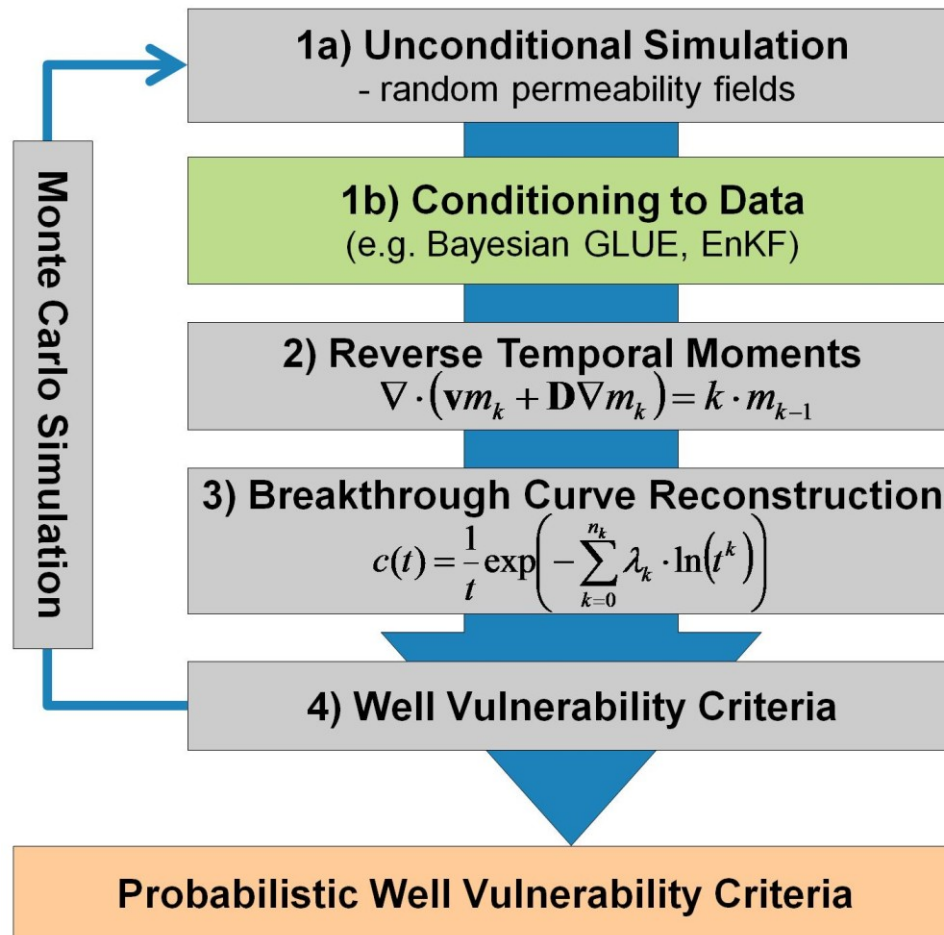 1a) Unconditional Simulation
- random permeability fields
1b) Conditioning to Data
(e.g. Bayesian GLUE, EnKF)
2) Reverse Temporal Moments
∇·(𝐯m_k + 𝐃∇m_k) = k · m_{k−1}
3) Breakthrough Curve Reconstruction
c(t) = \frac{1}{t} exp(−∑_{k=0}^{n_k} λ_k · ln(t^k))
4) Well Vulnerability Criteria
Monte Carlo Simulation
Probabilistic Well Vulnerability Criteria